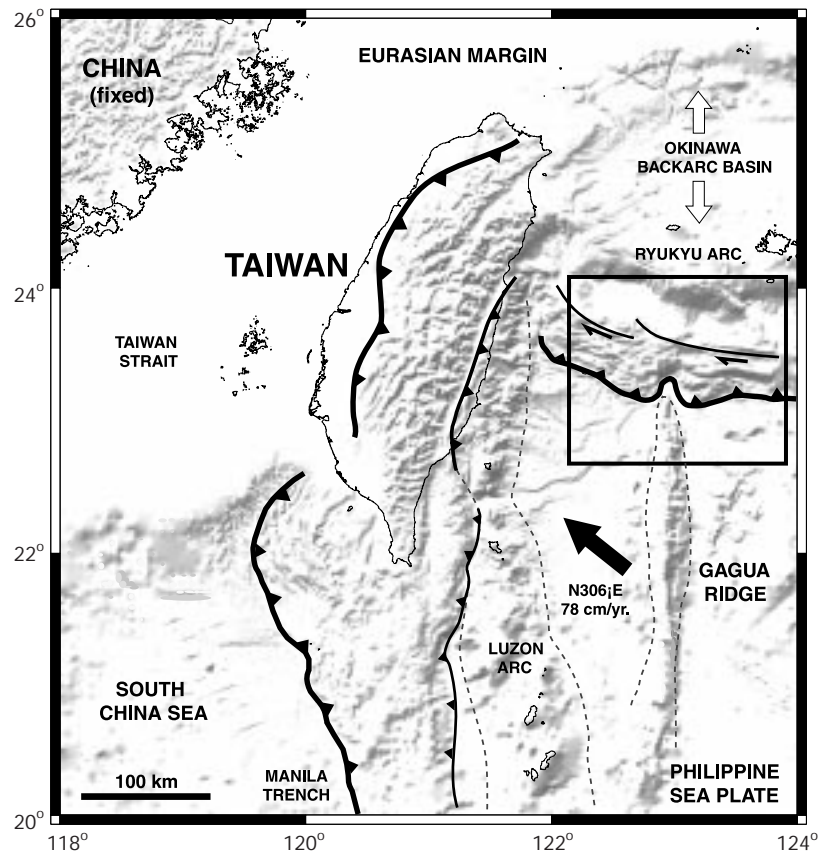 26°
EURASIAN MARGIN
CHINA
(fixed)
OKINAWA
BACKARC BASIN
RYUKYU ARC
TAIWAN
24°
TAIWAN
STRAIT
22°
N306¡E
78 cm/yr.
GAGUA
RIDGE
LUZON
ARC
SOUTH
CHINA SEA
100 km
MANILA
TRENCH
PHILIPPINE
SEA PLATE
20°
118°
120°
122°
124°